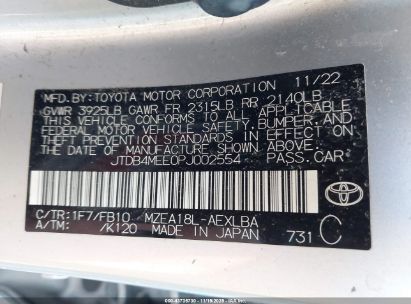 MFD.BY:TOYOTA MOTOR CORPORATION 11/22
GVWR 3925LB GAWR FR 2315LB RR 2140LB
THIS VEHICLE CONFORMS TO ALL APPLICABLE
FEDERAL MOTOR VEHICLE SAFETY, BUMPER, AND
THEFT PREVENTION STANDARDS IN EFFECT ON THE
DATE OF MANUFACTURE SHOWN ABOVE.
JTDB4MEE0PJ002554 PASS.CAR
TOYOTA
C/TR:1F7/FB10 MZEA18L-AEXLBA
A/TM: /K120 MADE IN JAPAN 731 C